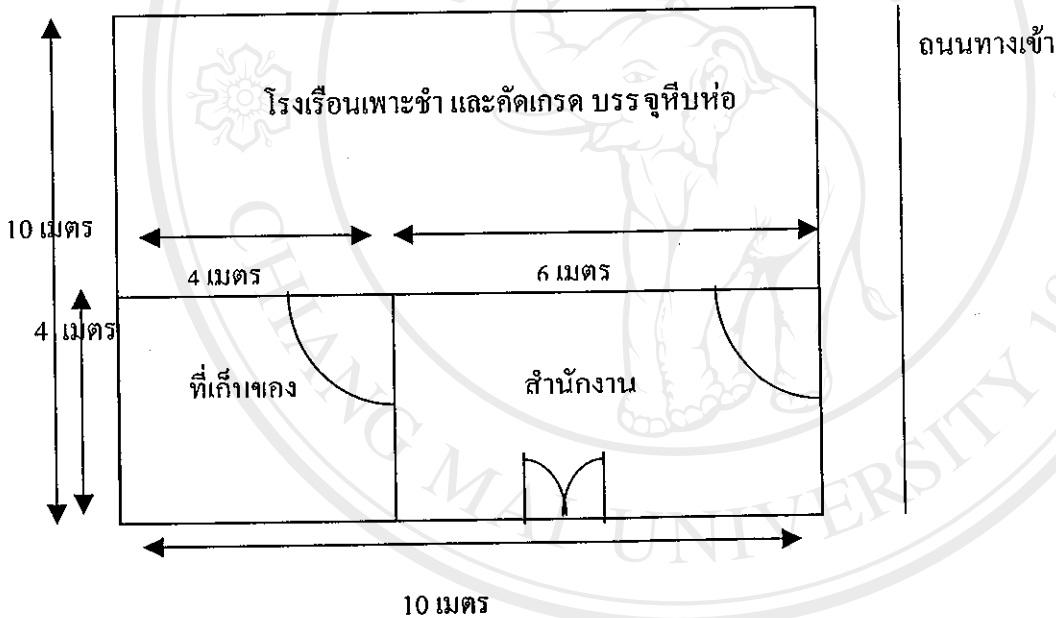 ถนนทางเข้า
โรงเรือนเพาะชำ และคัดเกรด บรรจุหีบห่อ
10 เมตร
4 เมตร
6 เมตร
4 เมตร
ที่เก็บของ
สำนักงาน
10 เมตร
CHIANG MAI UNIVERSITY